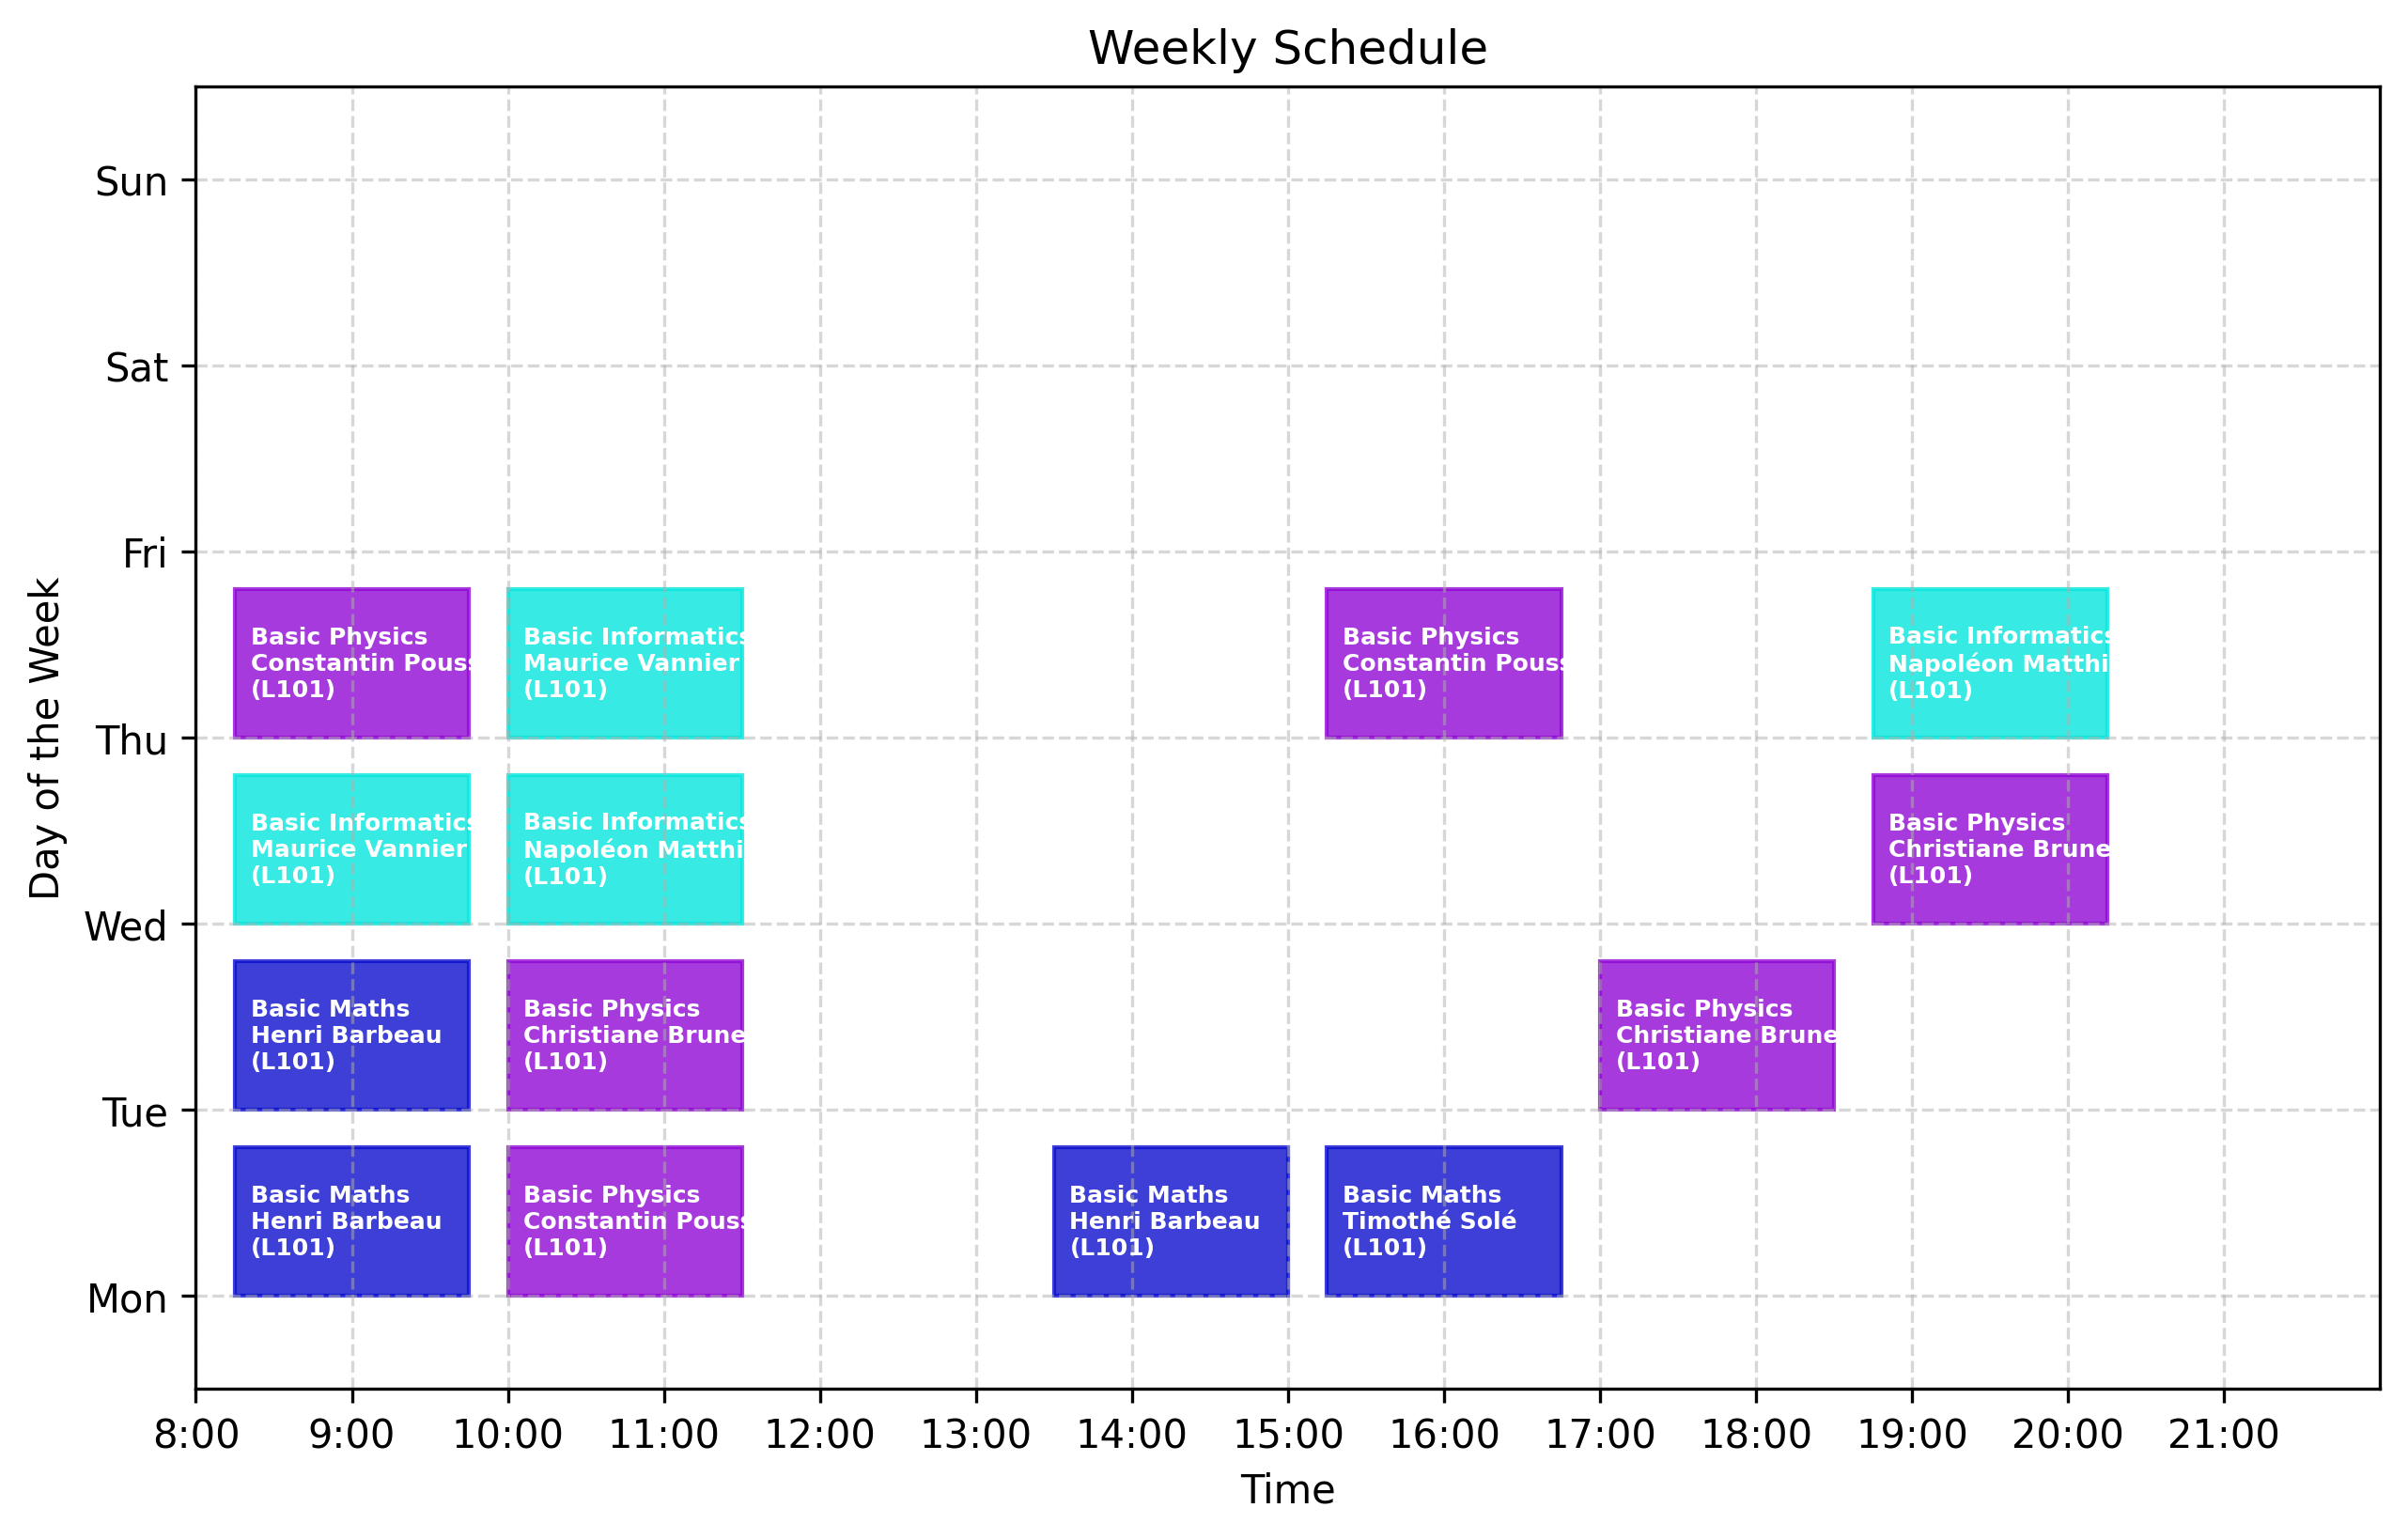 Weekly Schedule
Day of the Week
Sun
Sat
Fri
Thu
Wed
Tue
Mon
Basic Physics
Constantin Pouss
(L101)
Basic Informatics
Maurice Vannier
(L101)
Basic Physics
Constantin Pouss
(L101)
Basic Informatics
Napoléon Matthi
(L101)
Basic Informatics
Maurice Vannier
(L101)
Basic Informatics
Napoléon Matthi
(L101)
Basic Physics
Christiane Brune
(L101)
Basic Maths
Henri Barbeau
(L101)
Basic Physics
Christiane Brune
(L101)
Basic Physics
Christiane Brune
(L101)
Basic Maths
Henri Barbeau
(L101)
Basic Physics
Constantin Pouss
(L101)
Basic Maths
Henri Barbeau
(L101)
Basic Maths
Timothé Solé
(L101)
8:00 9:00 10:00 11:00 12:00 13:00 14:00 15:00 16:00 17:00 18:00 19:00 20:00 21:00
Time